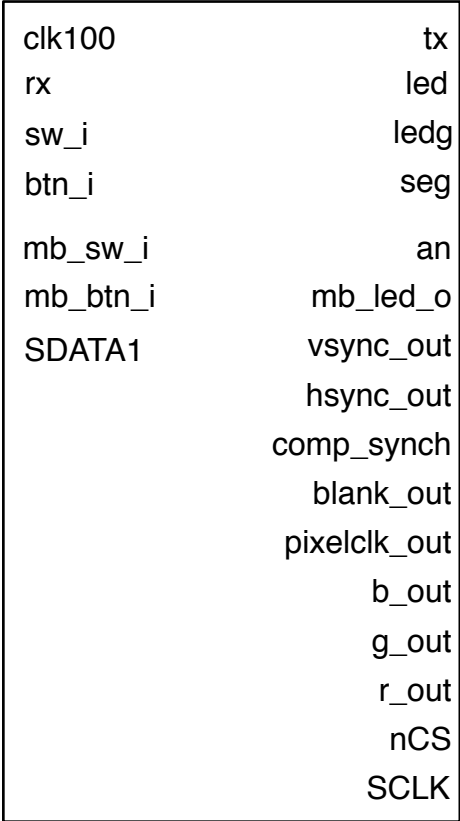 clk100 tx
rx led
sw_i ledg
btn_i seg
mb_sw_i an
mb_btn_i mb_led_o
SDATA1 vsync_out
hsync_out
comp_synch
blank_out
pixelclk_out
b_out
g_out
r_out
nCS
SCLK